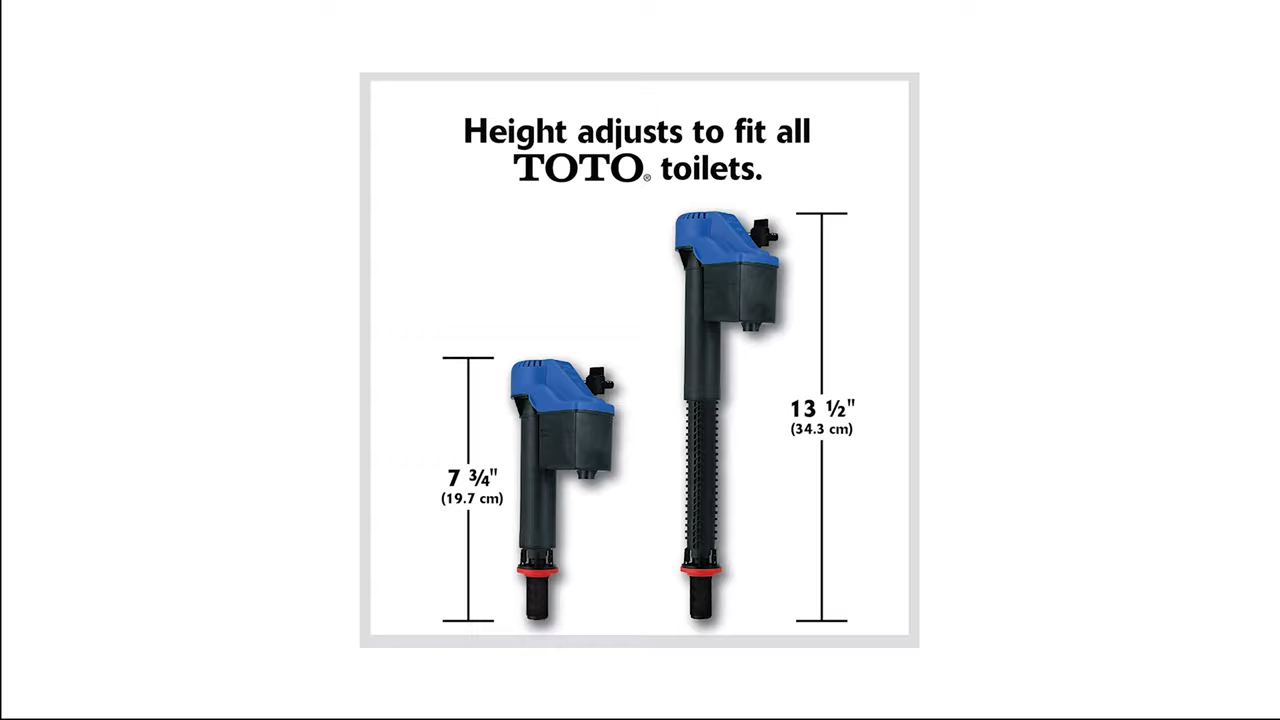 Height adjusts to fit all
TOTO® toilets.
13 ½"
(34.3 cm)
7 ¾"
(19.7 cm)